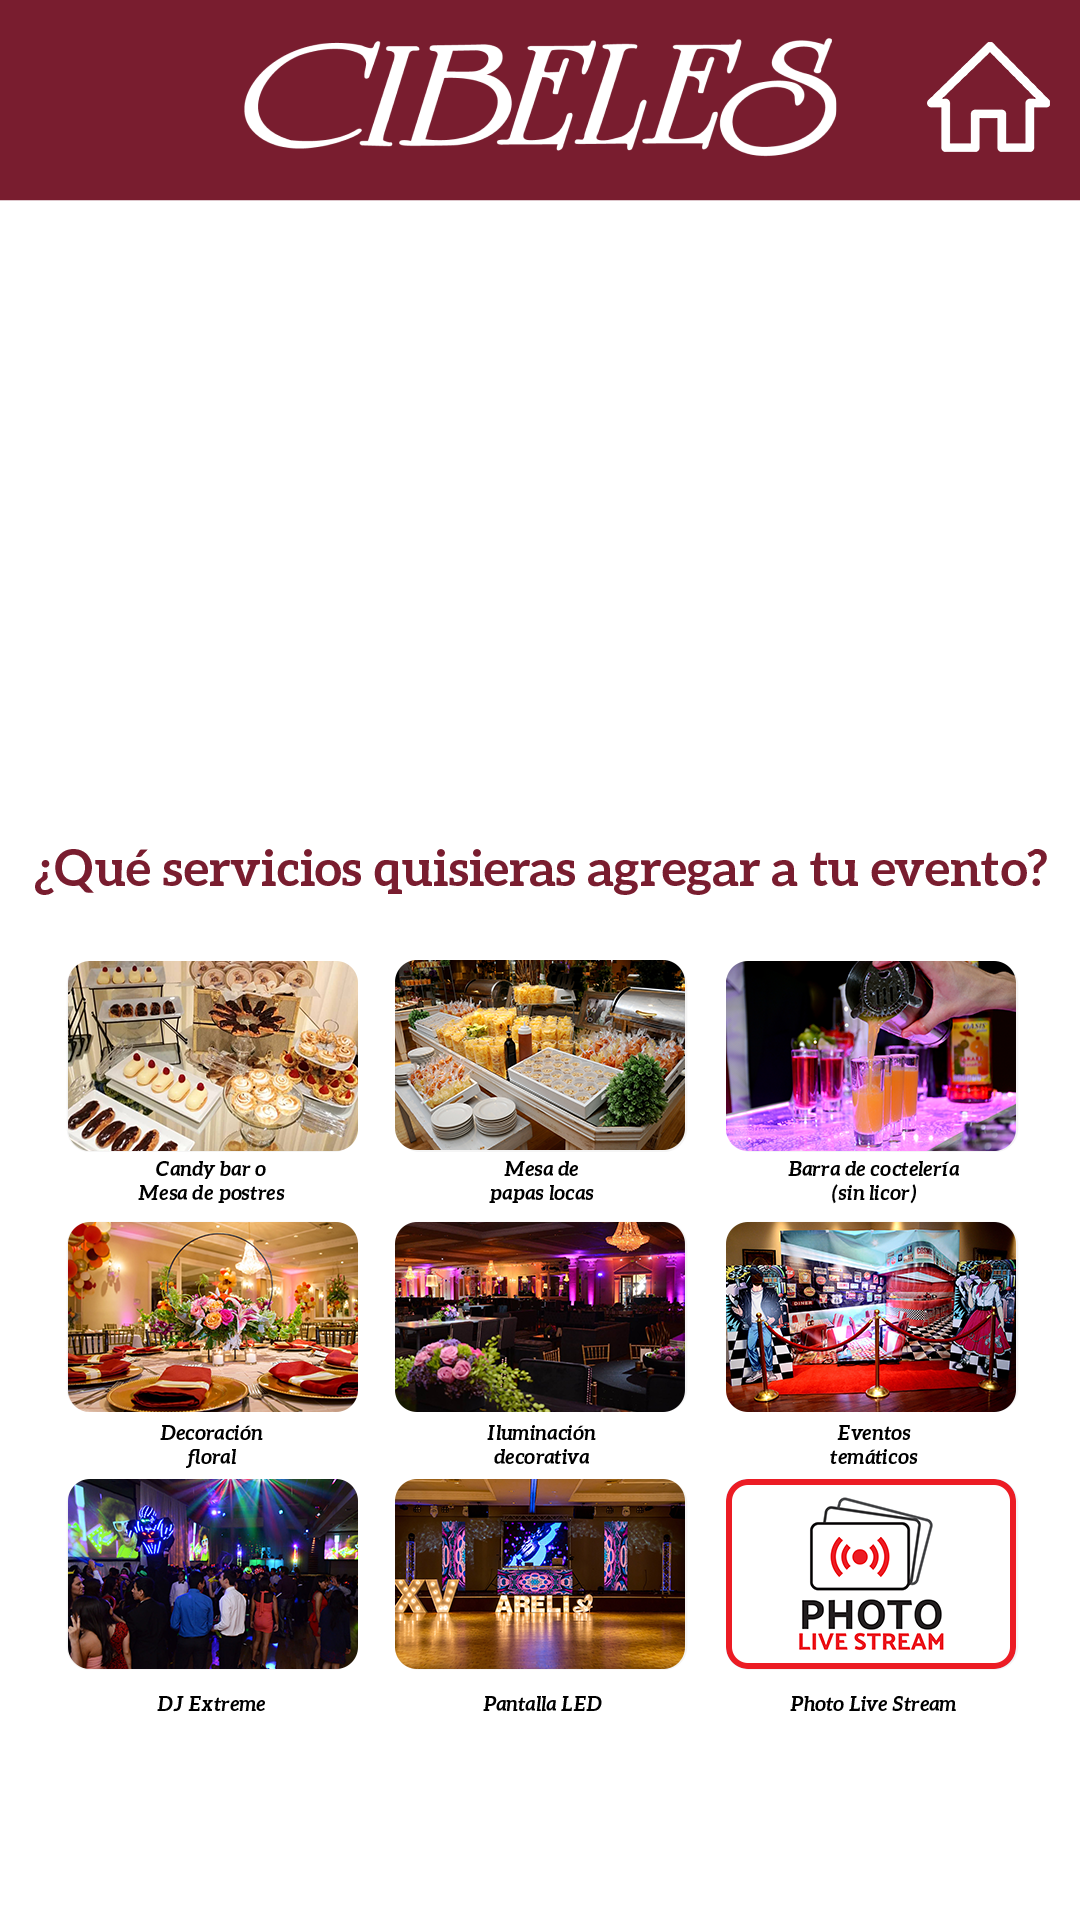 CIBELES
¿Qué servicios quisieras agregar a tu evento?
Candy bar o
Mesa de postres
Mesa de
papas locas
OASIS
Barra de coctelería
(sin licor)
Decoración
floral
Iluminación
decorativa
DINER
Eventos
temáticos
DJ Extreme
XV
ARELI
Pantalla LED
PHOTO
LIVE STREAM
Photo Live Stream